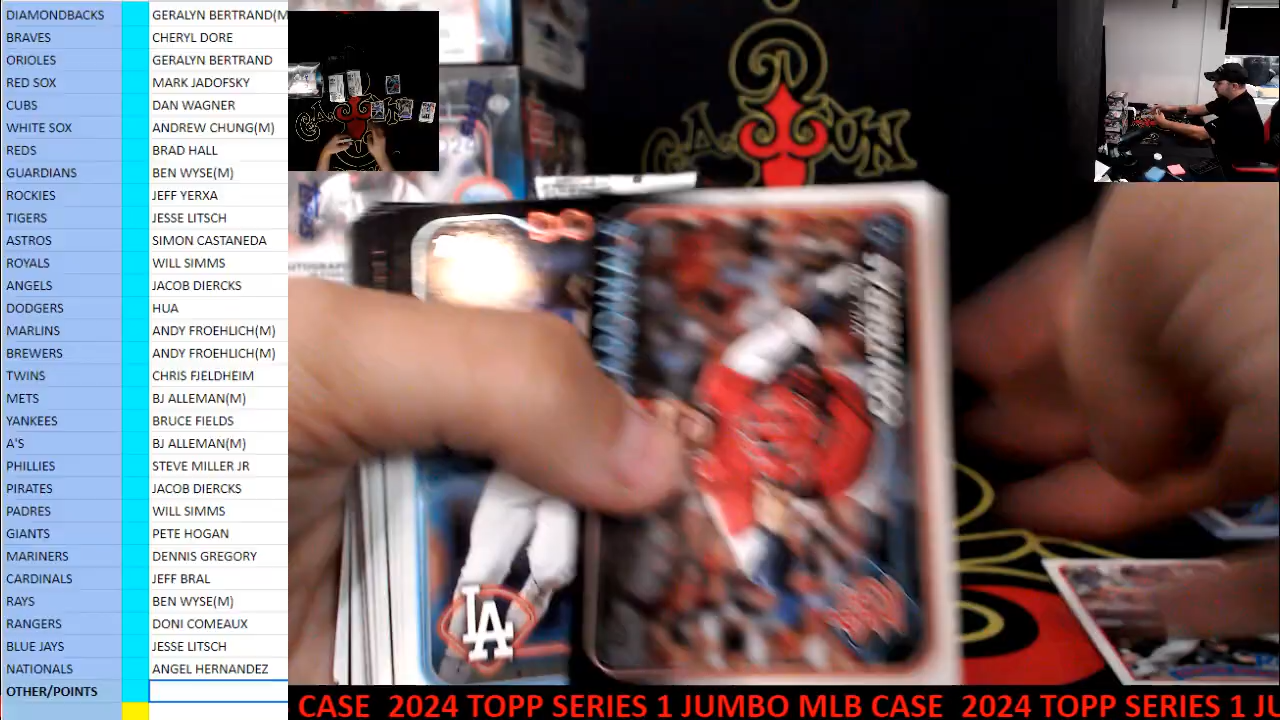 DIAMONDBACKS GERALYN BERTRAND(M
BRAVES CHERYL DORE
ORIOLES GERALYN BERTRAND
RED SOX MARK JADOFSKY
CUBS DAN WAGNER
WHITE SOX ANDREW CHUNG(M)
REDS BRAD HALL
GUARDIANS BEN WYSE(M)
ROCKIES JEFF YERXA
TIGERS JESSE LITSCH
ASTROS SIMON CASTANEDA
ROYALS WILL SIMMS
ANGELS JACOB DIERCKS
DODGERS HUA
MARLINS ANDY FROEHLICH(M)
BREWERS ANDY FROEHLICH(M)
TWINS CHRIS FJELDHEIM
METS BJ ALLEMAN(M)
YANKEES BRUCE FIELDS
A'S BJ ALLEMAN(M)
PHILLIES STEVE MILLER JR
PIRATES JACOB DIERCKS
PADRES WILL SIMMS
GIANTS PETE HOGAN
MARINERS DENNIS GREGORY
CARDINALS JEFF BRAL
RAYS BEN WYSE(M)
RANGERS DONI COMEAUX
BLUE JAYS JESSE LITSCH
NATIONALS ANGEL HERNANDEZ
OTHER/POINTS
LA
CASE 2024 TOPP SERIES 1 JUMBO MLB CASE 2024 TOPP SERIES 1 JU